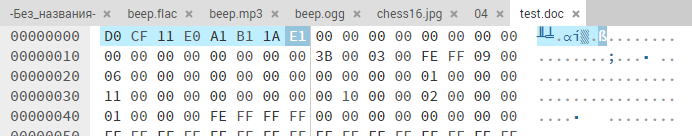 -Без_названия- beep.flac beep.mp3 beep.ogg chess16.jpg 04 test.doc
00000000 D0 CF 11 E0 A1 B1 1A E1 00 00 00 00 00 00 00 00 ╨╧.αí▒.ß........
00000010 00 00 00 00 00 00 00 00 3B 00 03 00 FE FF 09 00 ........;...■ ..
00000020 06 00 00 00 00 00 00 00 00 00 00 00 01 00 00 00 ................
00000030 11 00 00 00 00 00 00 00 00 10 00 00 02 00 00 00 ................
00000040 01 00 00 00 FE FF FF FF 00 00 00 00 00 00 00 00 ....■   ........